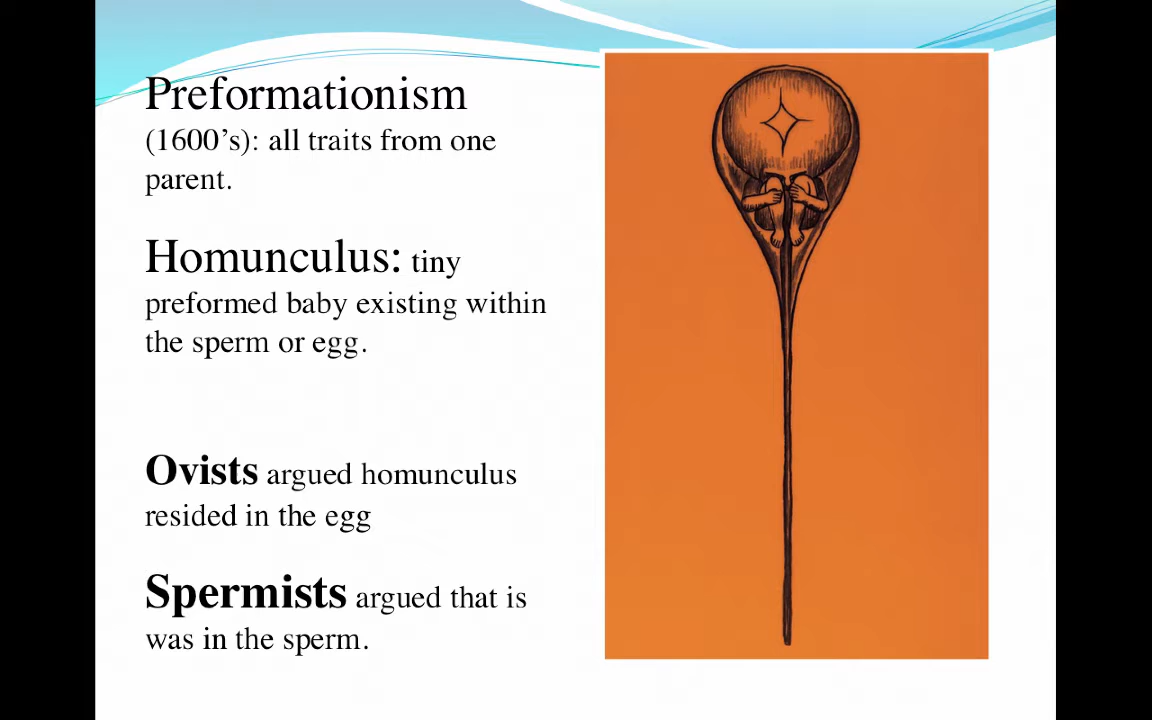 Preformationism
(1600’s): all traits from one
parent.
Homunculus: tiny
preformed baby existing within
the sperm or egg.
Ovists argued homunculus
resided in the egg
Spermists argued that is
was in the sperm.